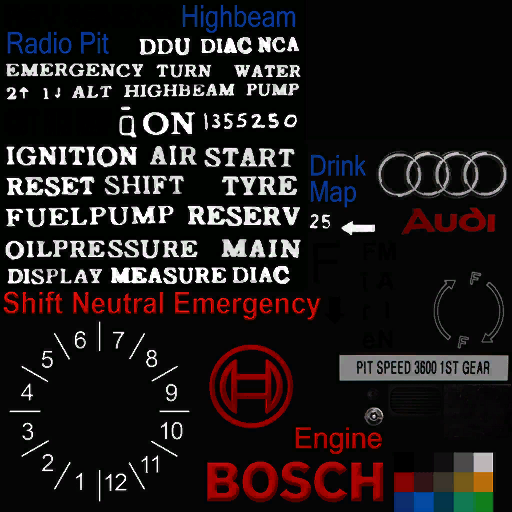 Highbeam
Radio Pit
DDU DIAC NCA
EMERGENCY TURN WATER
2↑ 1↓ ALT HIGHBEAM PUMP
ON 1355250
IGNITION AIR START
RESET SHIFT TYRE
FUELPUMP RESERV
OILPRESSURE MAIN
DISPLAY MEASURE DIAC
Drink
Map
25
Audi
Shift Neutral Emergency
F
F
PIT SPEED 3600 1ST GEAR
6 7
5 8
4 9
3 10
2 11
1 12
Engine
BOSCH